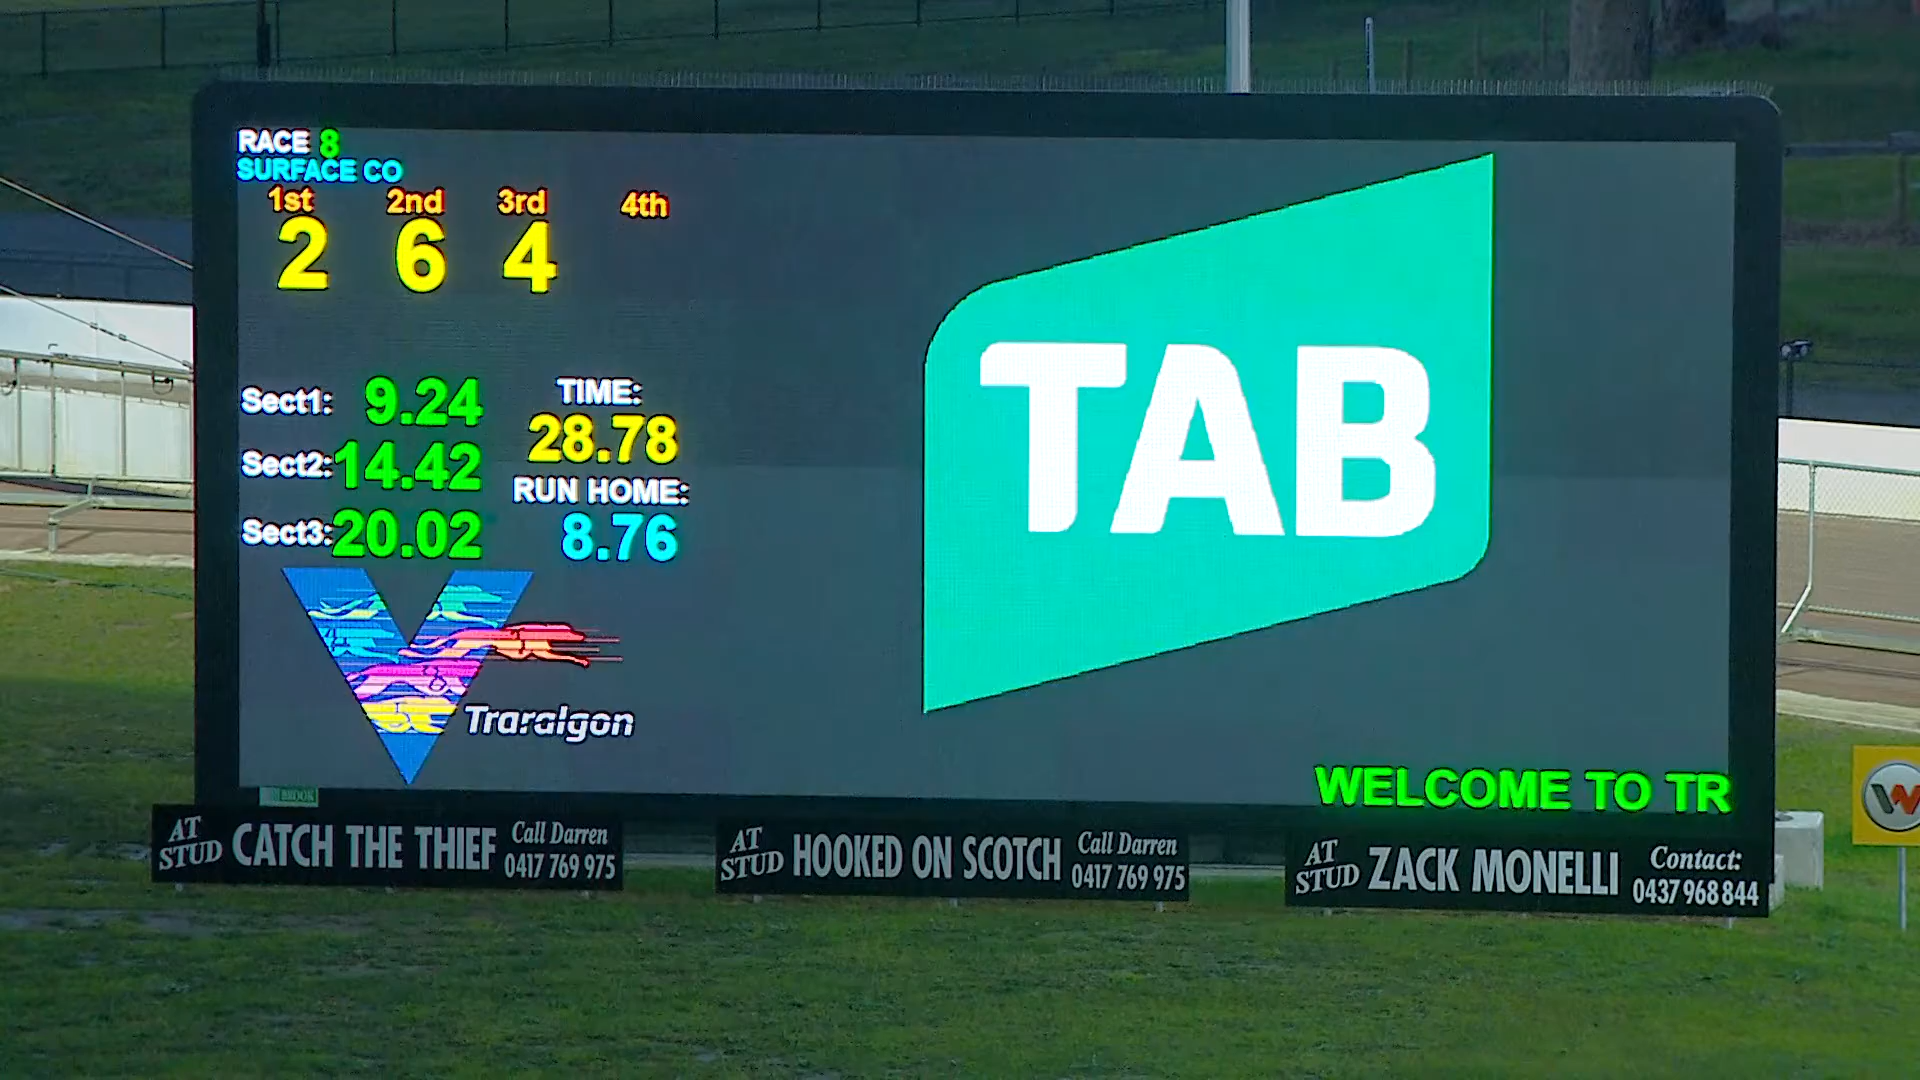 RACE 8
SURFACE CO
1st 2nd 3rd 4th
2 6 4
Sect1: 9.24
Sect2: 14.42
Sect3: 20.02
TIME:
28.78
RUN HOME:
8.76
Traralgon
TAB
WELCOME TO TR
BROOK
AT STUD CATCH THE THIEF Call Darren 0417 769 975
AT STUD HOOKED ON SCOTCH Call Darren 0417 769 975
AT STUD ZACK MONELLI Contact: 0437 968 844